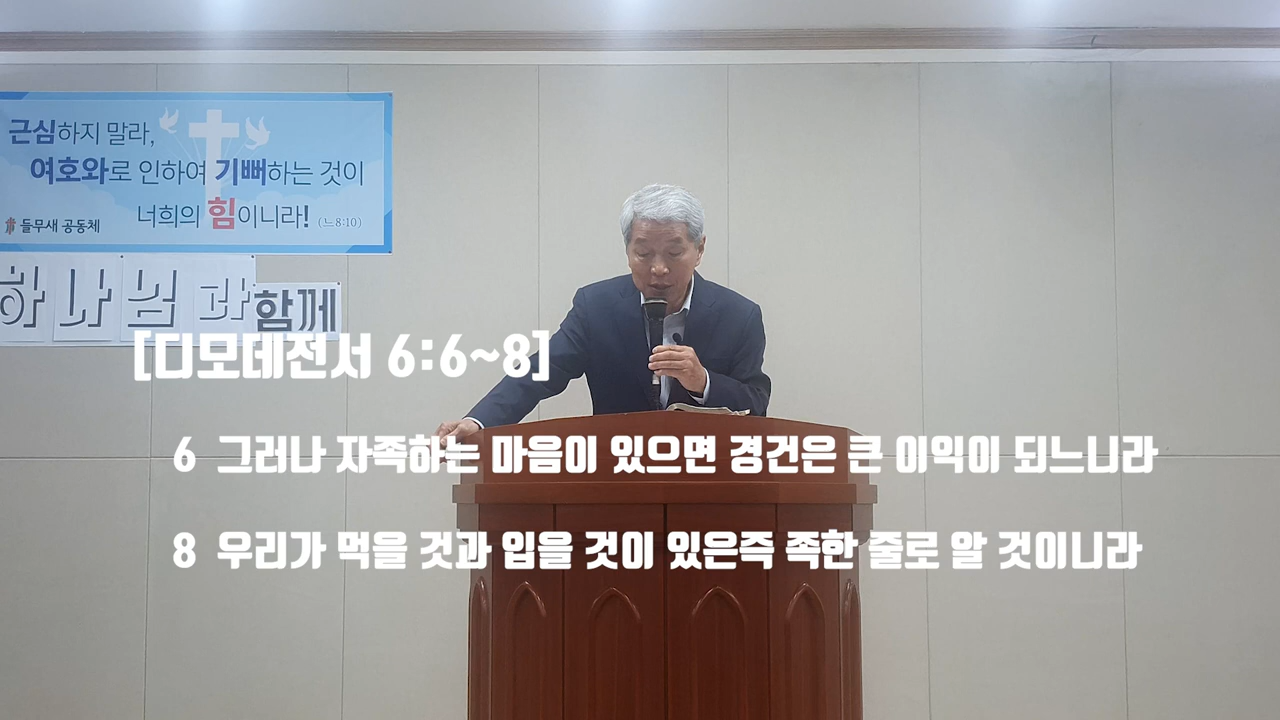 근심하지 말라,
여호와로 인하여 기뻐하는 것이
너희의 힘이니라! (느8:10)
들무새 공동체
하나님과함께
[디모데전서 6:6~8]
6 그러나 자족하는 마음이 있으면 경건은 큰 이익이 되느니라
8 우리가 먹을 것과 입을 것이 있은즉 족한 줄로 알 것이니라